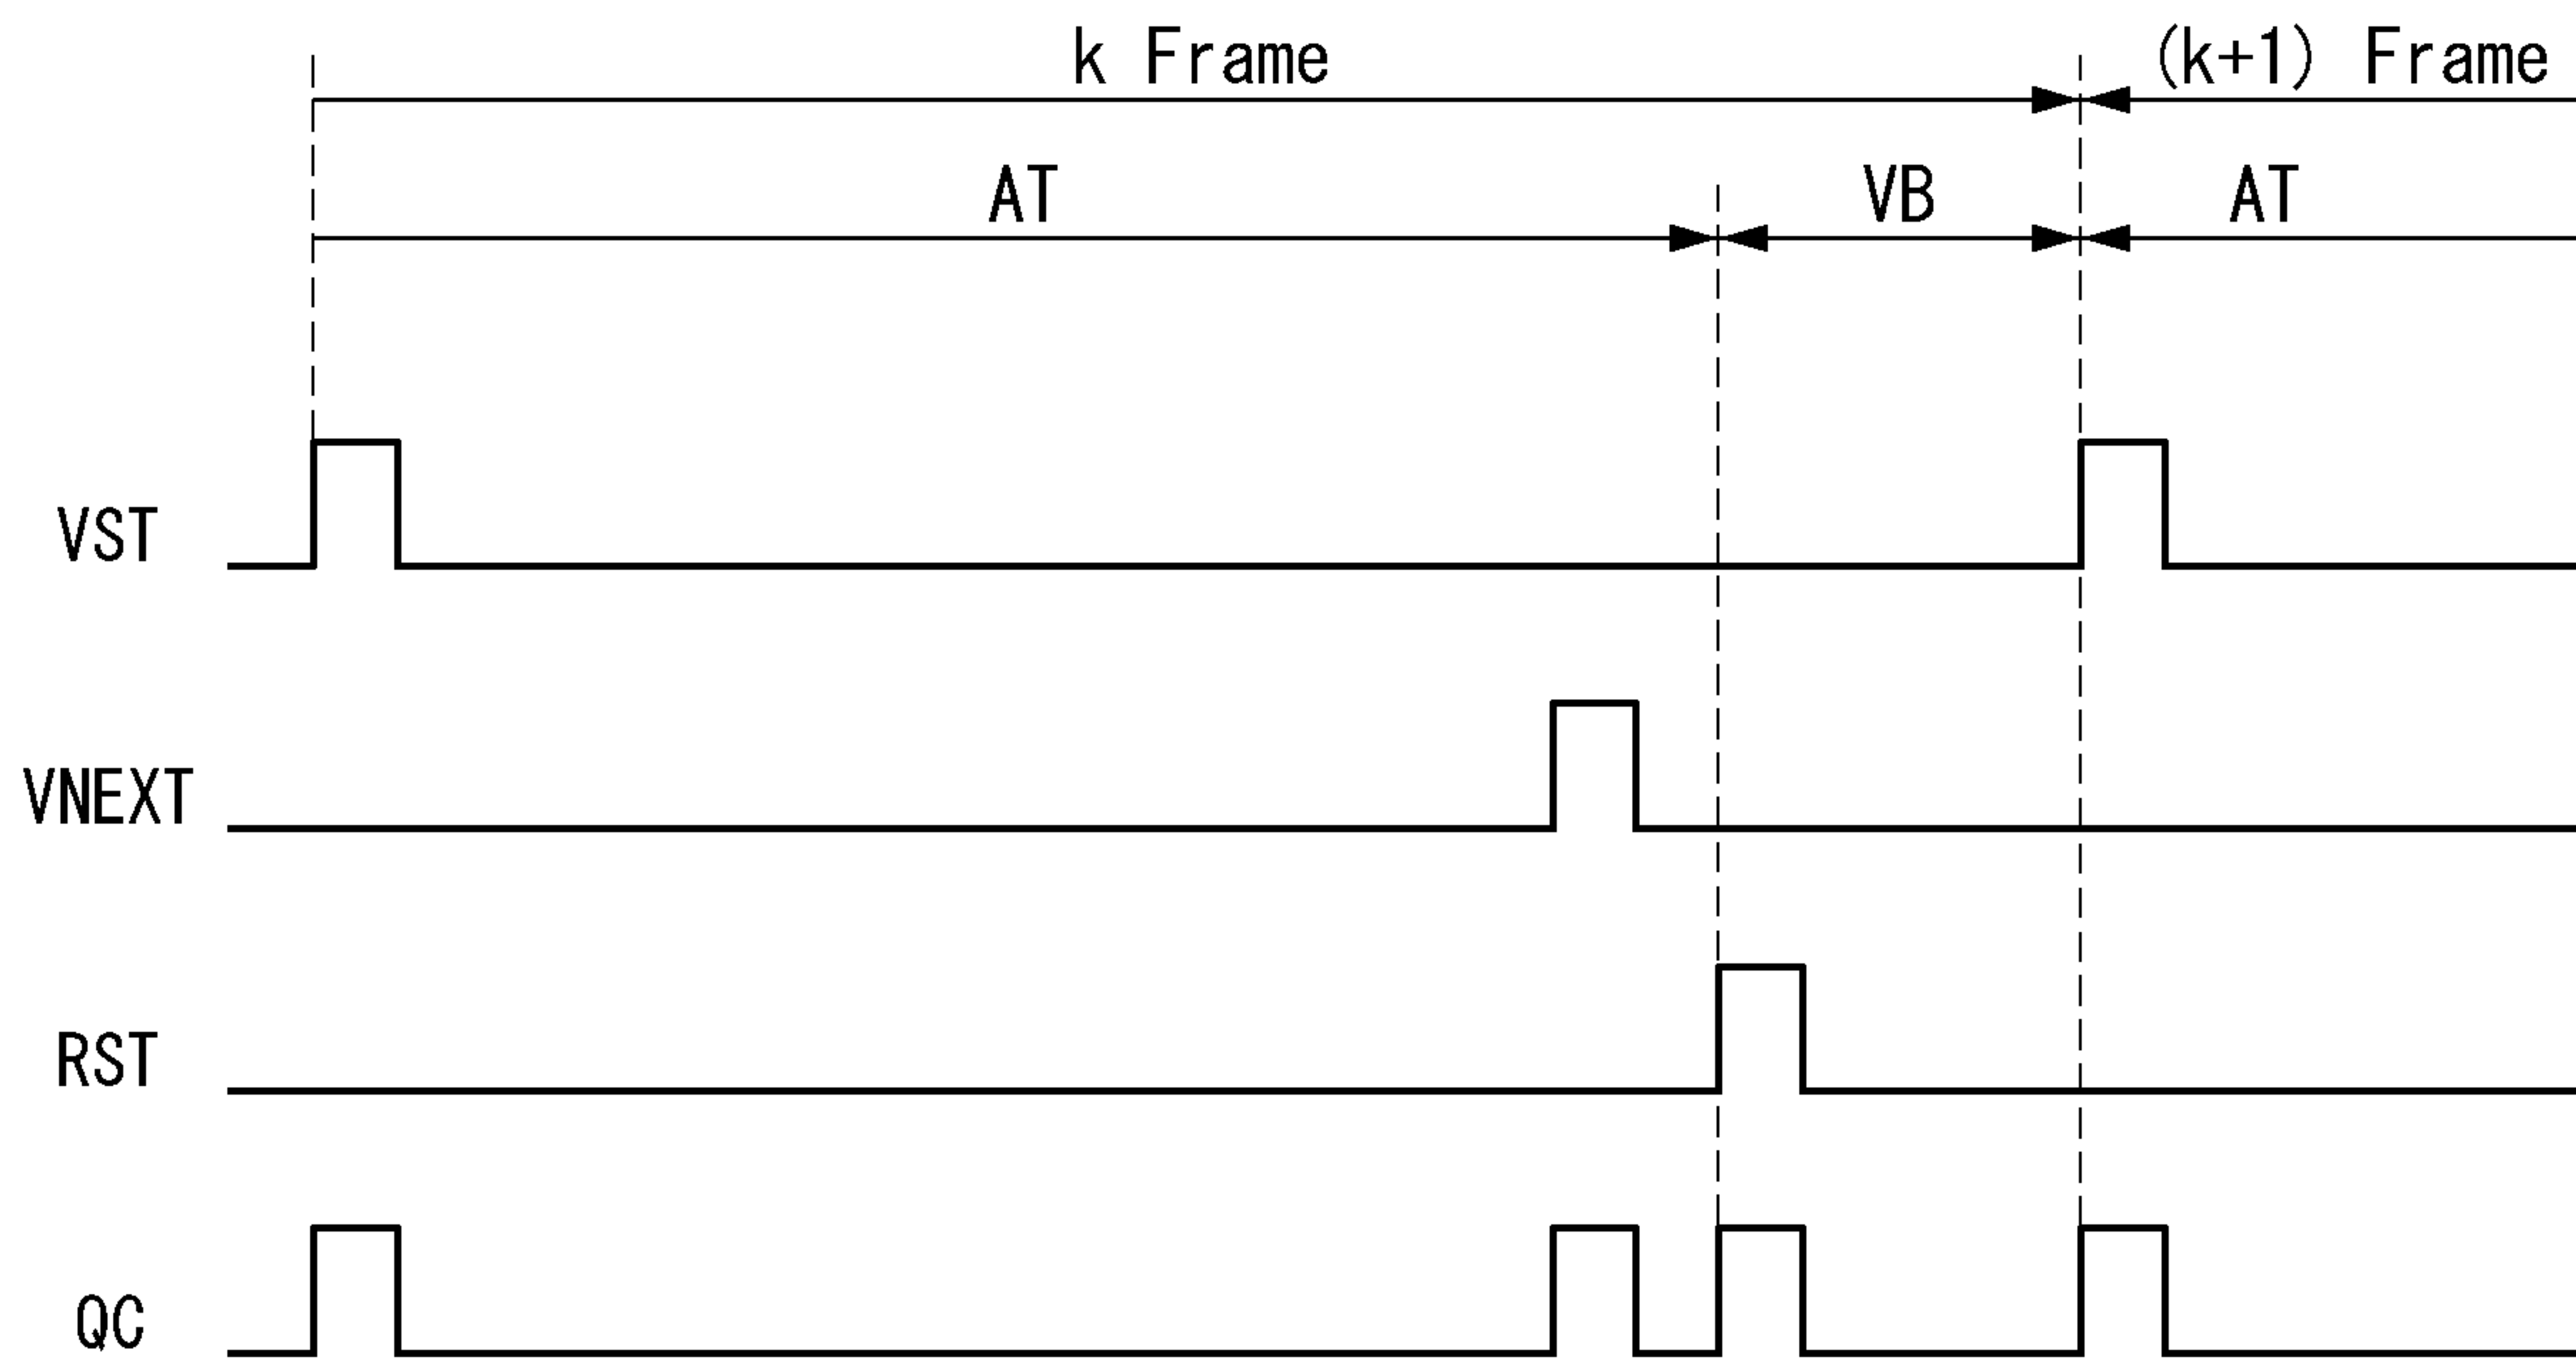 k Frame (k+1) Frame
AT VB AT
VST
VNEXT
RST
QC